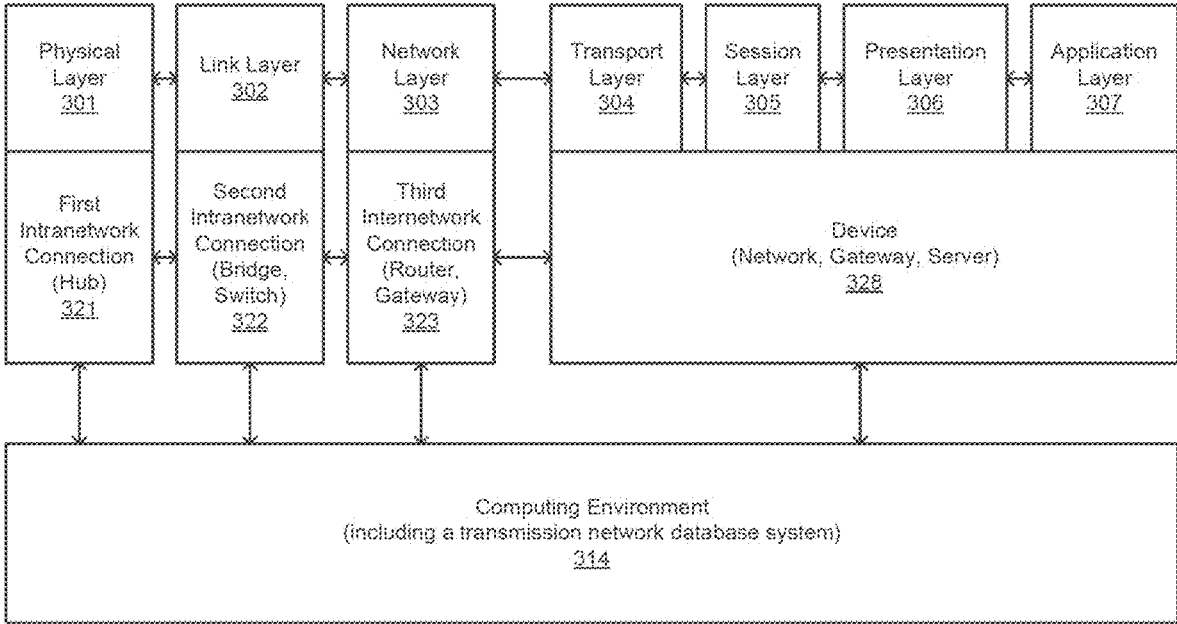 Physical
Layer
301
Link Layer
302
Network
Layer
303
Transport
Layer
304
Session
Layer
305
Presentation
Layer
306
Application
Layer
307
First
Intranetwork
Connection
(Hub)
321
Second
Intranetwork
Connection
(Bridge,
Switch)
322
Third
Internetwork
Connection
(Router,
Gateway)
323
Device
(Network, Gateway, Server)
328
Computing Environment
(including a transmission network database system)
314